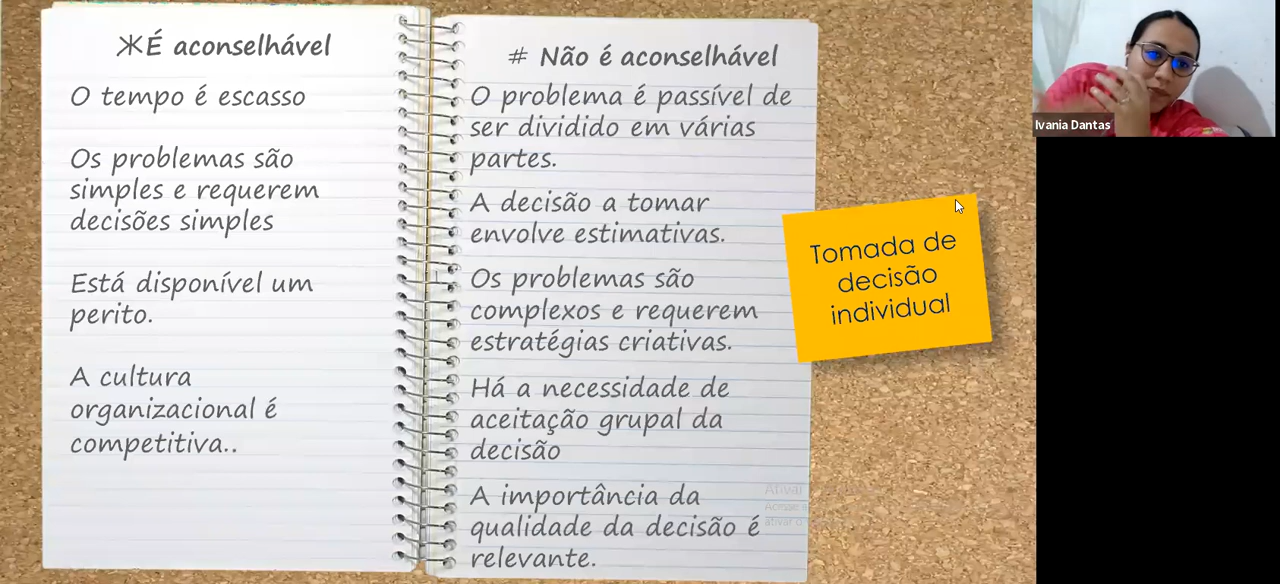 Ж É aconselhável
O tempo é escasso
Os problemas são
simples e requerem
decisões simples
Está disponível um
perito.
A cultura
organizacional é
competitiva..
# Não é aconselhável
O problema é passível de
ser dividido em várias
partes.
A decisão a tomar
envolve estimativas.
Os problemas são
complexos e requerem
estratégias criativas.
Há a necessidade de
aceitação grupal da
decisão
A importância da
qualidade da decisão é
relevante.
Tomada de
decisão
individual
Ivania Dantas
Ativar